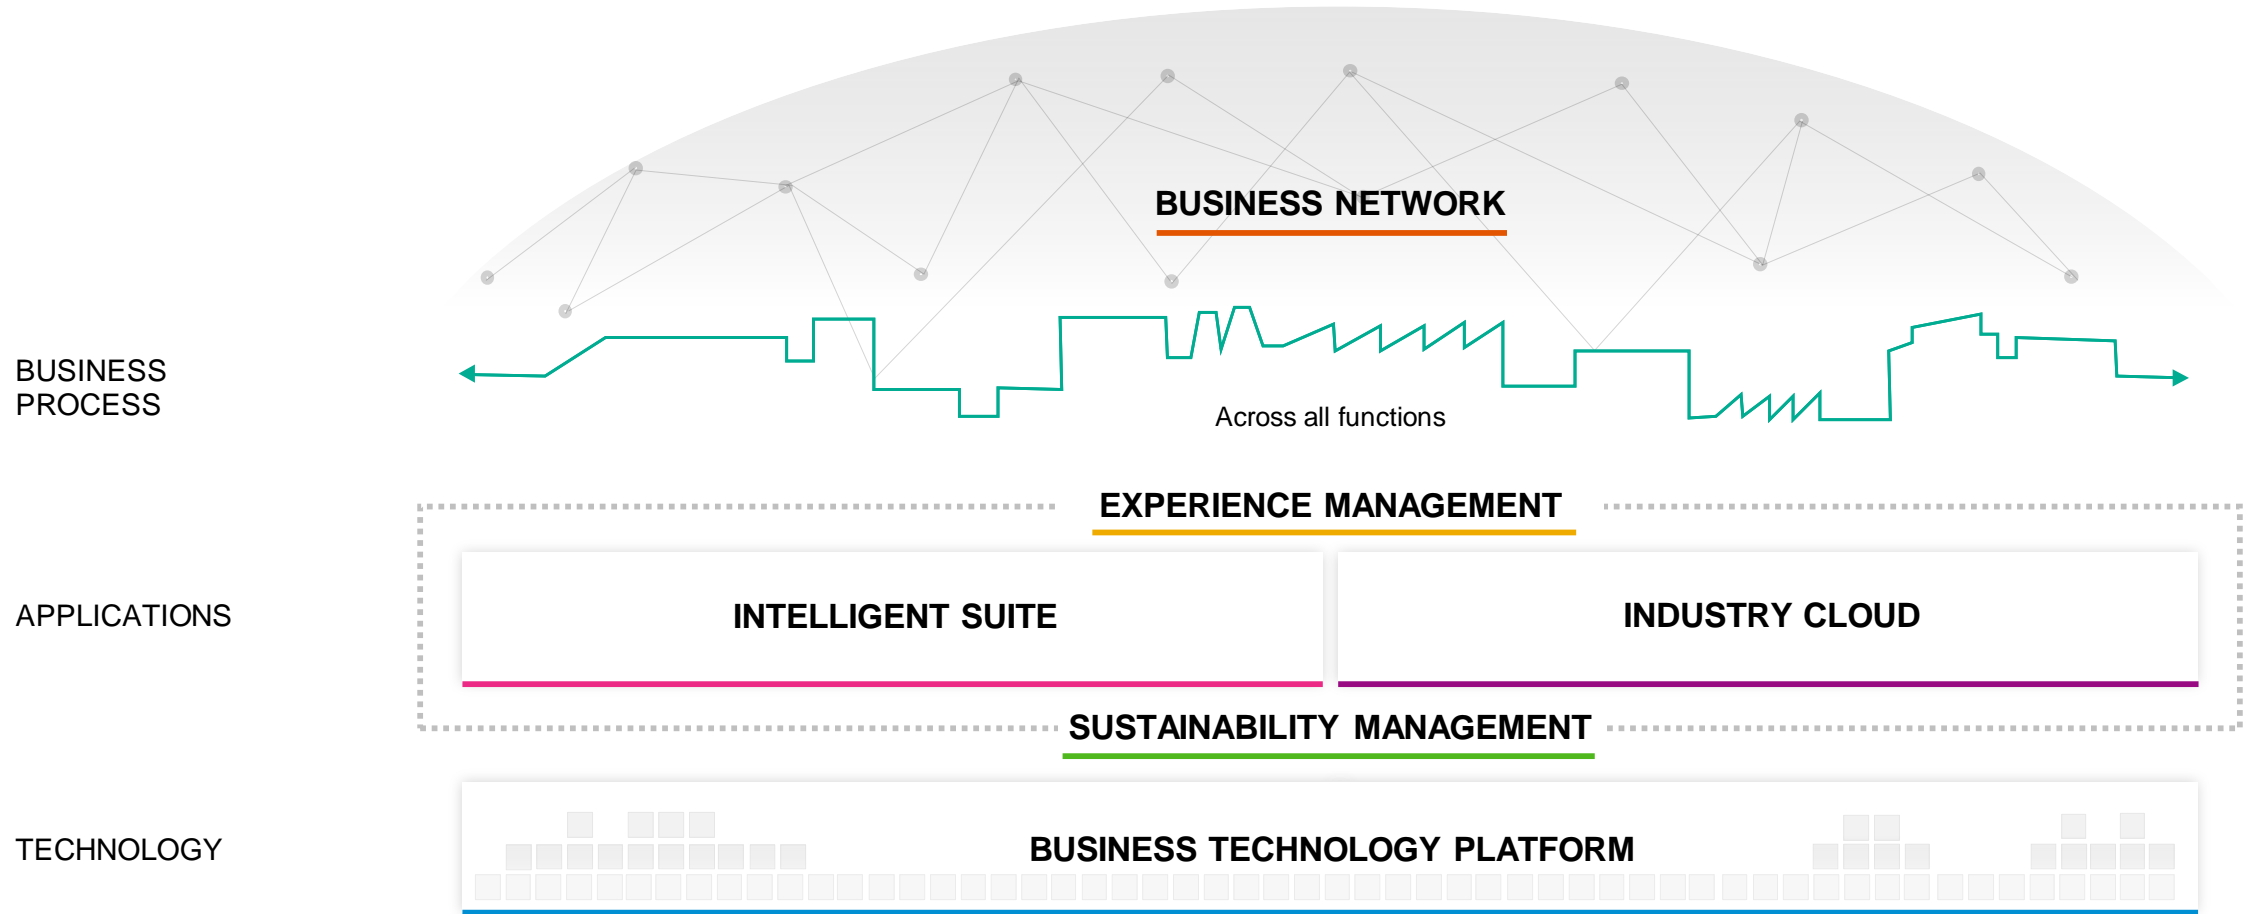 BUSINESS NETWORK
BUSINESS
PROCESS
Across all functions
EXPERIENCE MANAGEMENT
APPLICATIONS
INTELLIGENT SUITE
INDUSTRY CLOUD
SUSTAINABILITY MANAGEMENT
TECHNOLOGY
BUSINESS TECHNOLOGY PLATFORM